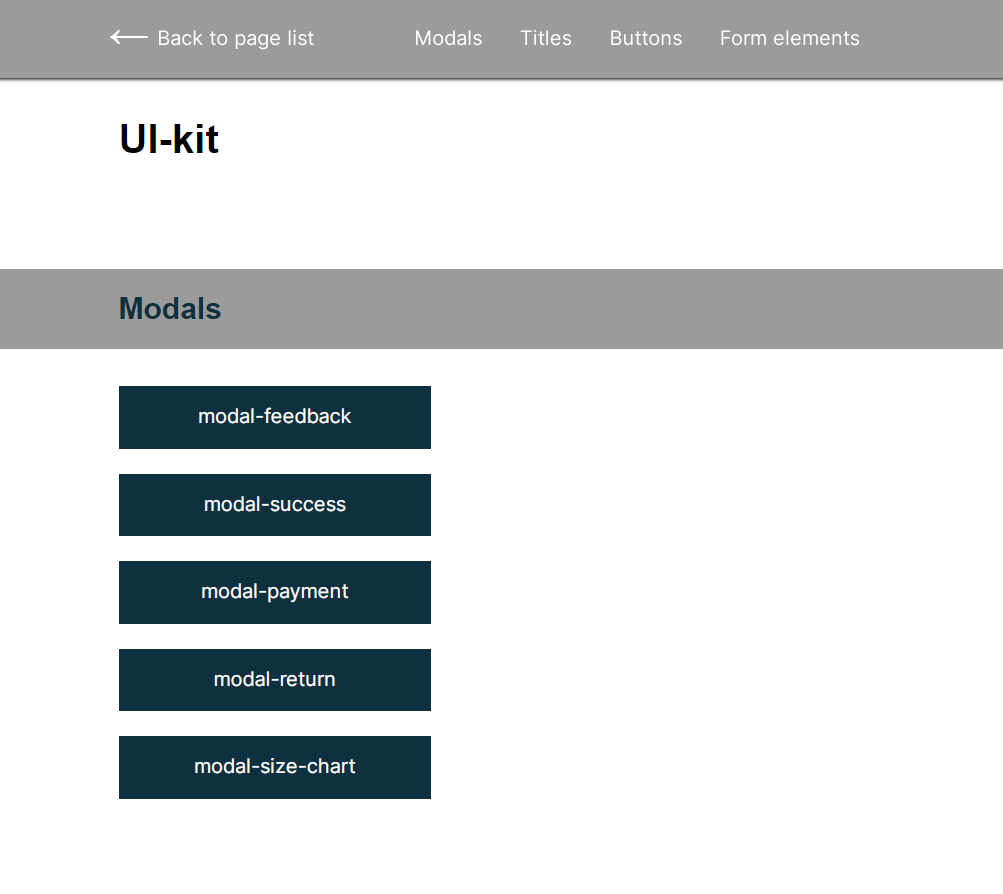 Back to page list Modals Titles Buttons Form elements
UI-kit
Modals
modal-feedback
modal-success
modal-payment
modal-return
modal-size-chart